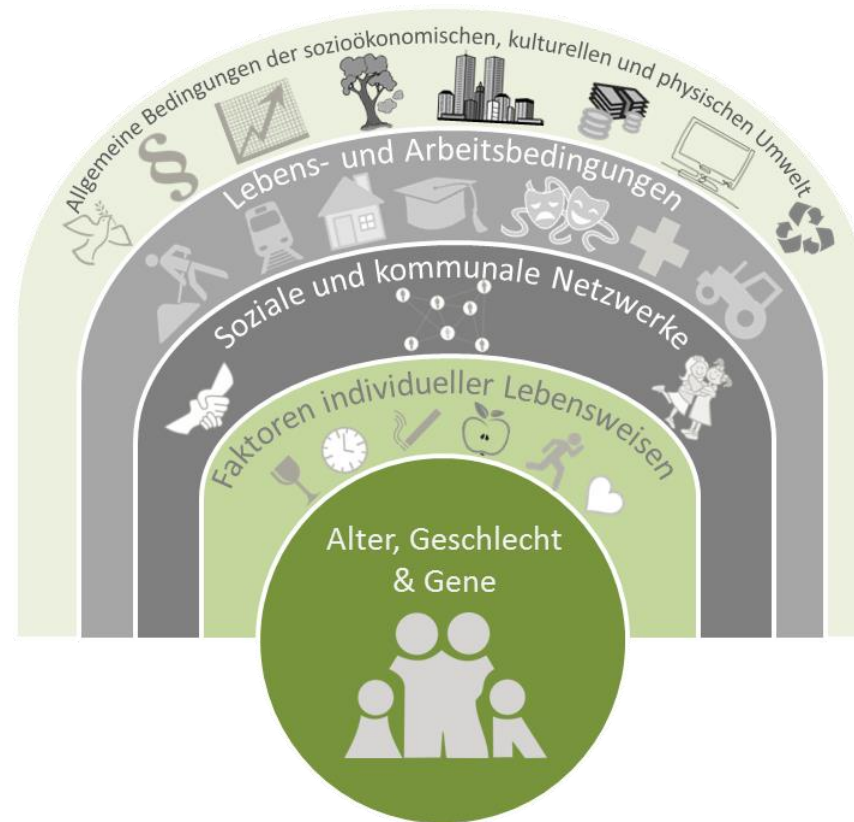 Allgemeine Bedingungen der sozioökonomischen, kulturellen und physischen Umwelt
Lebens- und Arbeitsbedingungen
Soziale und kommunale Netzwerke
Faktoren individueller Lebensweisen
Alter, Geschlecht
& Gene